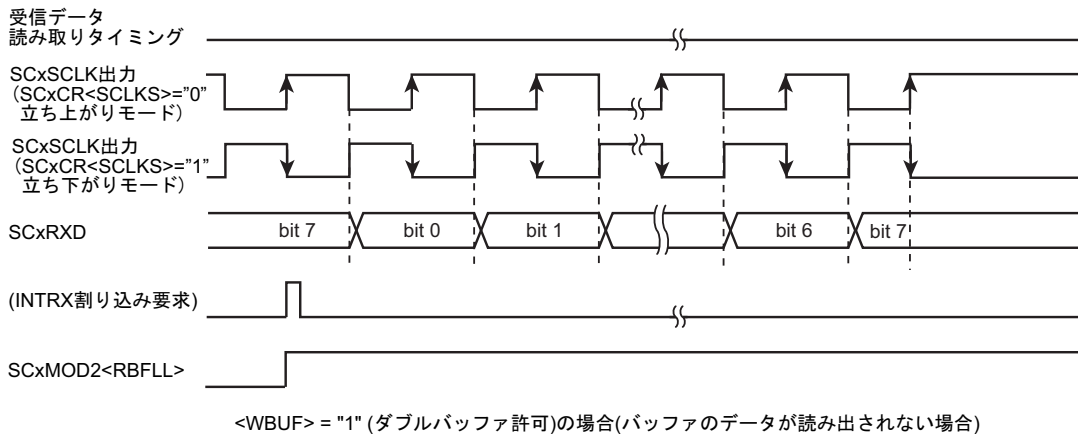 受信データ
読み取りタイミング
SCxSCLK出力
(SCxCR<SCLKS>="0"
立ち上がりモード)
SCxSCLK出力
(SCxCR<SCLKS>="1"
立ち下がりモード)
SCxRXD bit 7 bit 0 bit 1 bit 6 bit 7
(INTRX割り込み要求)
SCxMOD2<RBFLL>
<WBUF> = "1" (ダブルバッファ許可)の場合(バッファのデータが読み出されない場合)